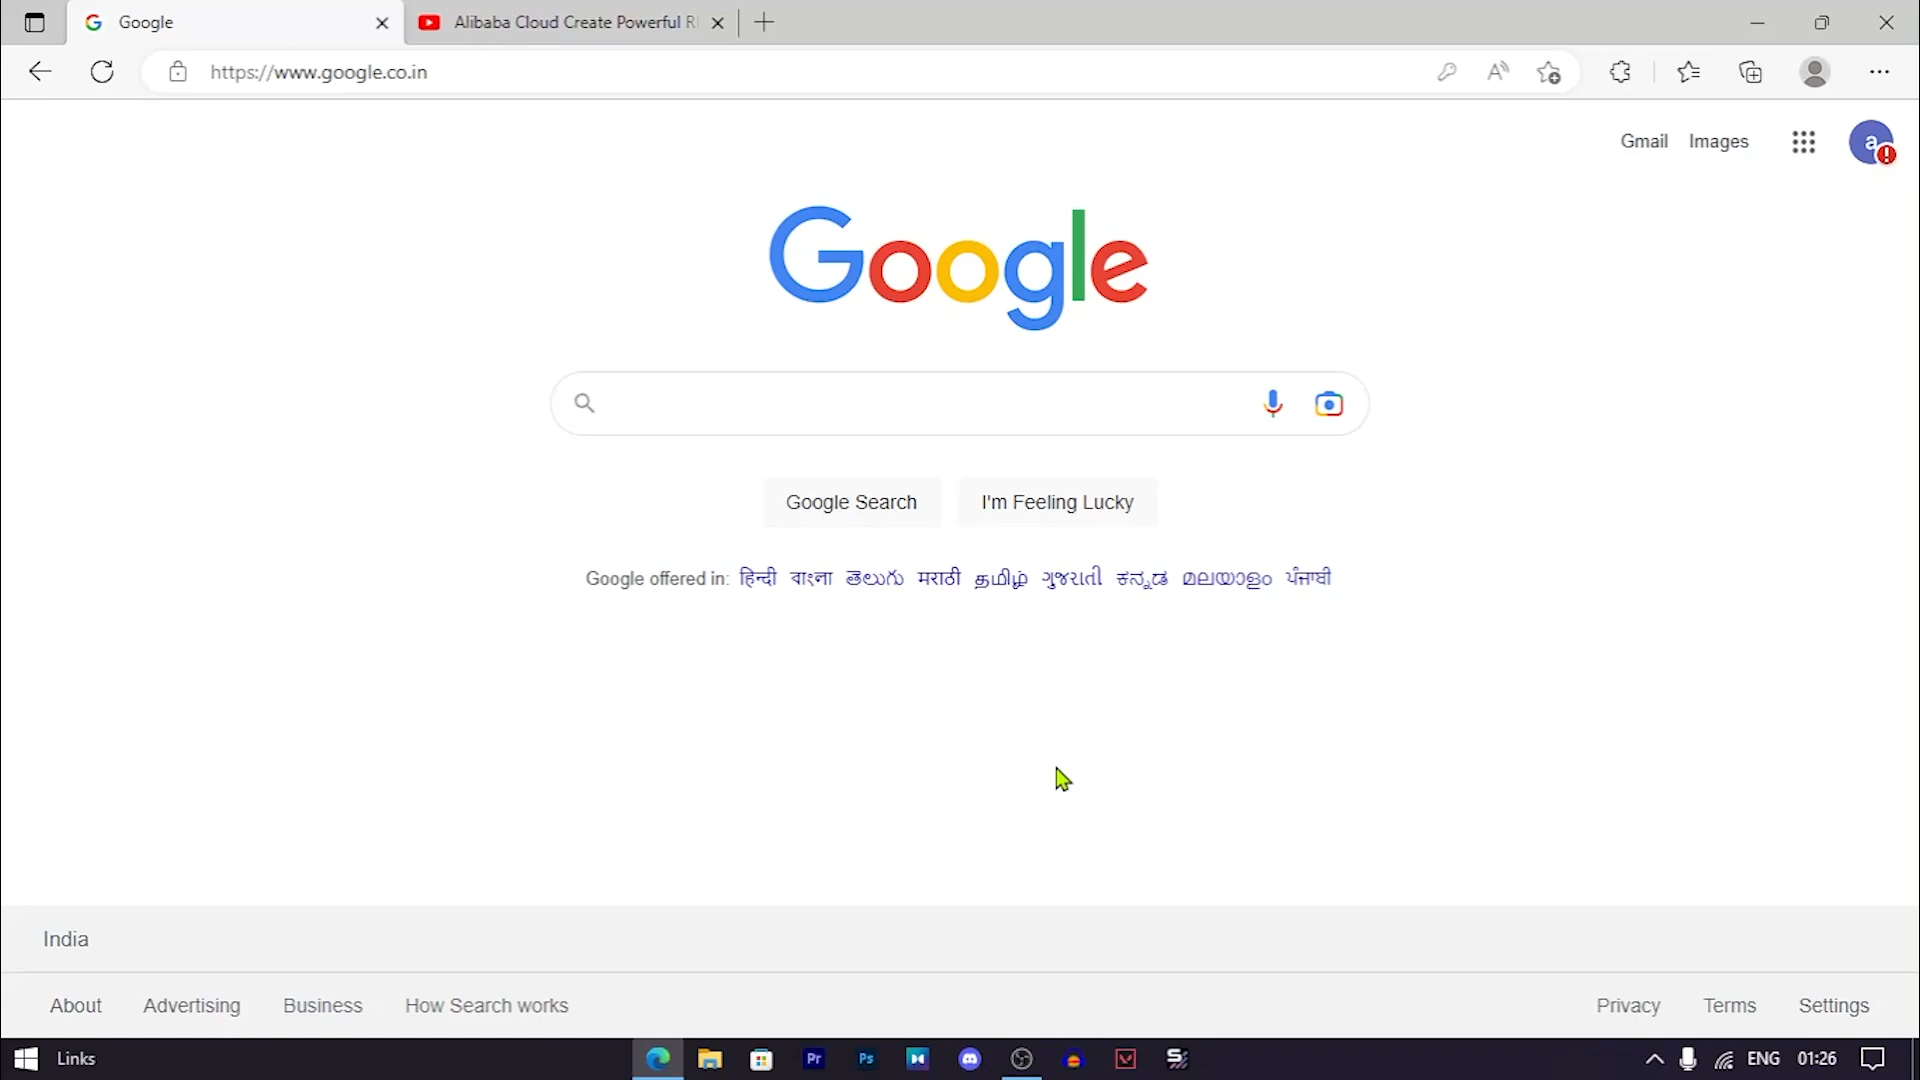 Google
Alibaba Cloud Create Powerful R
https://www.google.co.in
Gmail Images
a
Google
Google Search I'm Feeling Lucky
Google offered in: हिन्दी বাংলা తెలుగు मराठी தமிழ் ગુજરાતી ಕನ್ನಡ മലയാളം ਪੰਜਾਬੀ
India
About Advertising Business How Search works Privacy Terms Settings
Links Pr Ps ENG 01:26